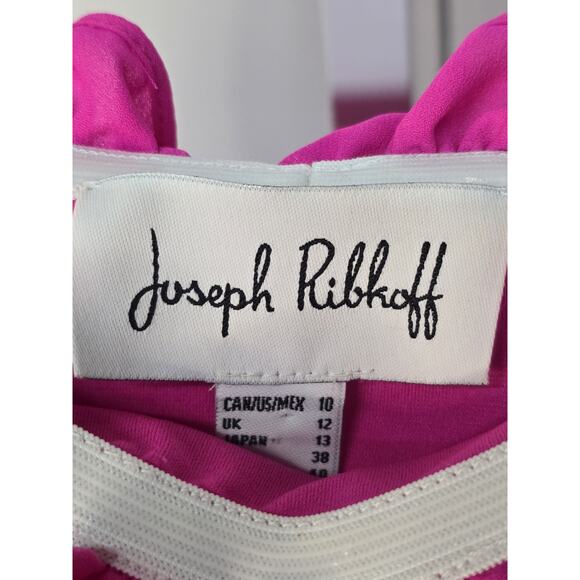 Joseph Ribkoff
CAN/US/MEX 10
UK 12
JAPAN 13
38